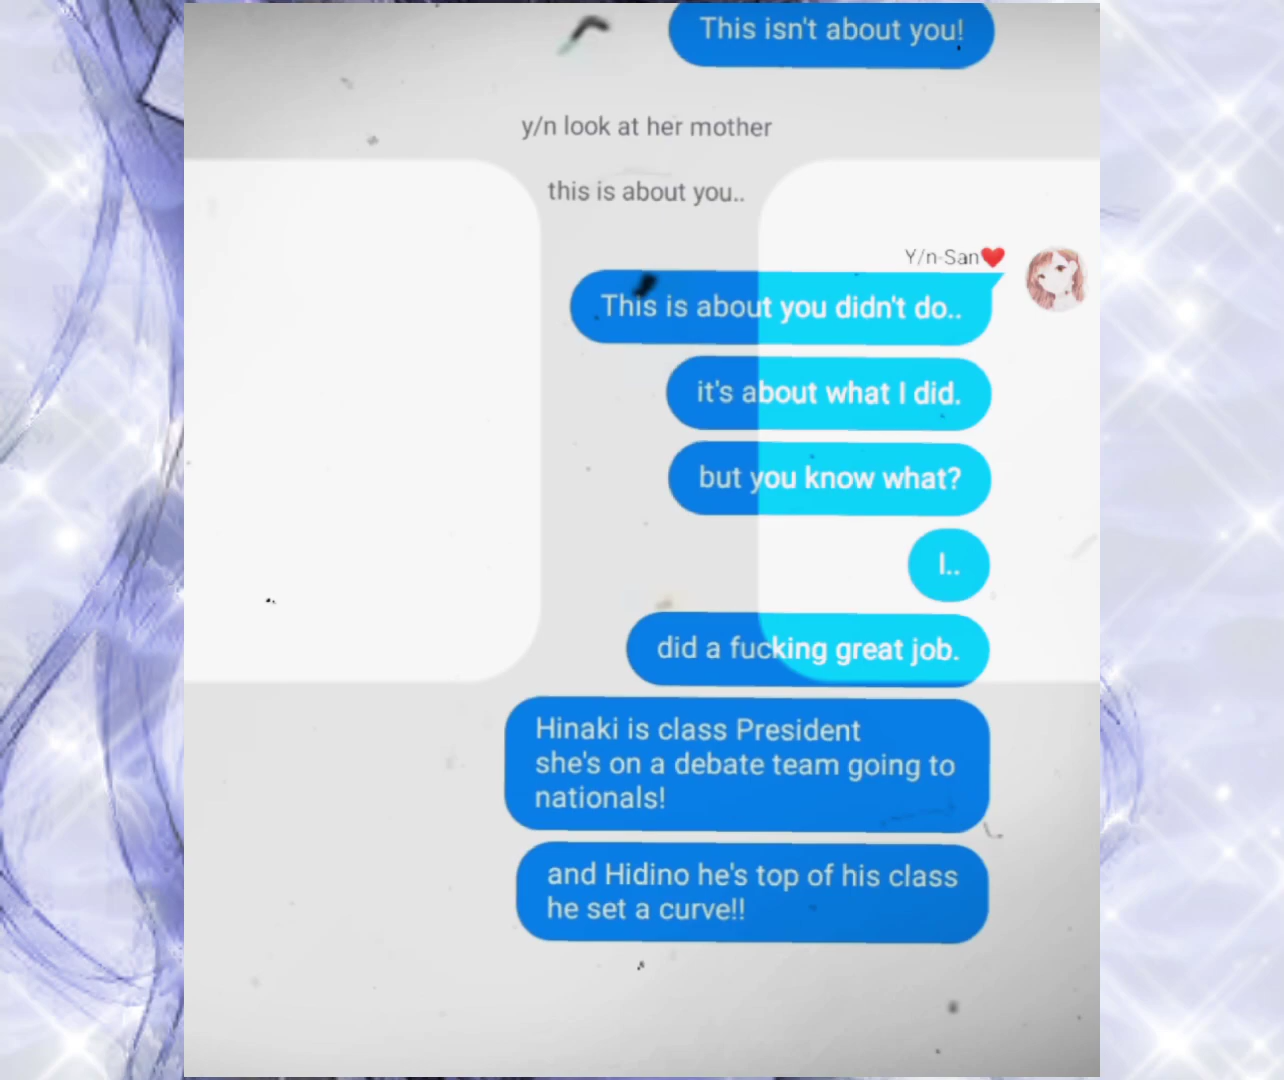 This isn't about you!
y/n look at her mother
this is about you..
Y/n-San❤️
This is about you didn't do..
it's about what I did.
but you know what?
I..
did a fucking great job.
Hinaki is class President
she's on a debate team going to
nationals!
and Hidino he's top of his class
he set a curve!!